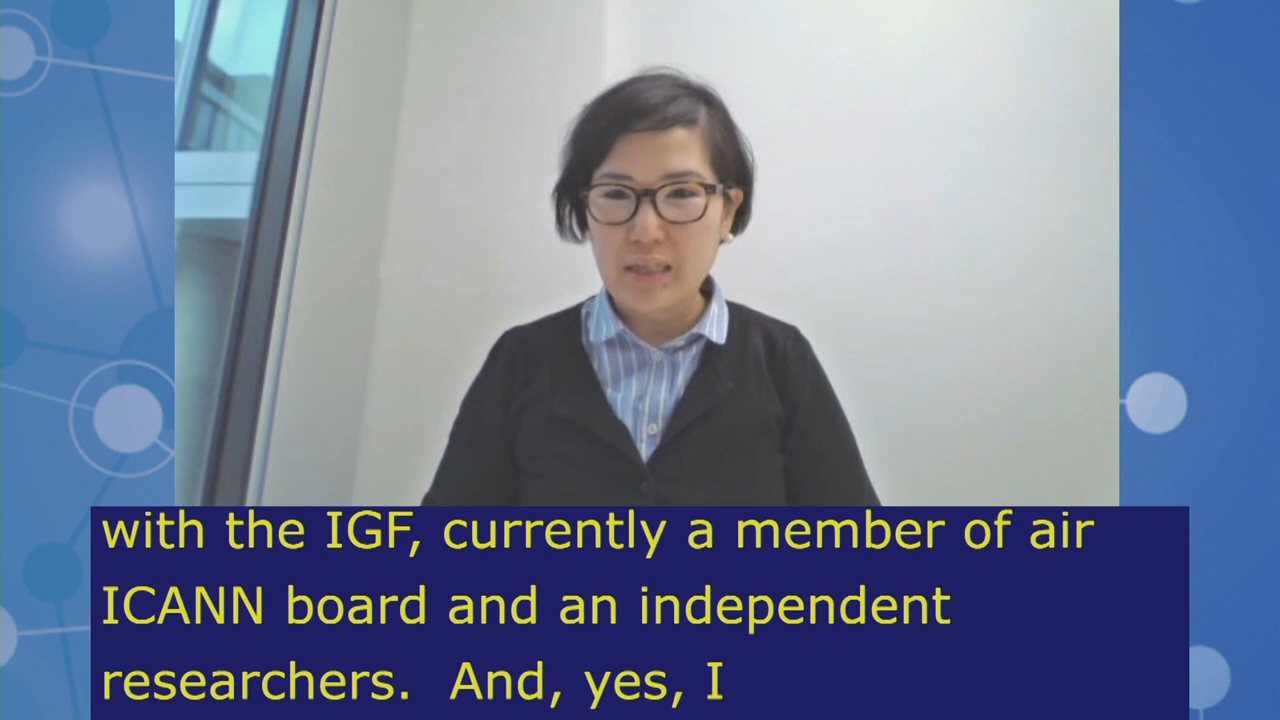 with the IGF, currently a member of air
ICANN board and an independent
researchers.  And, yes, I